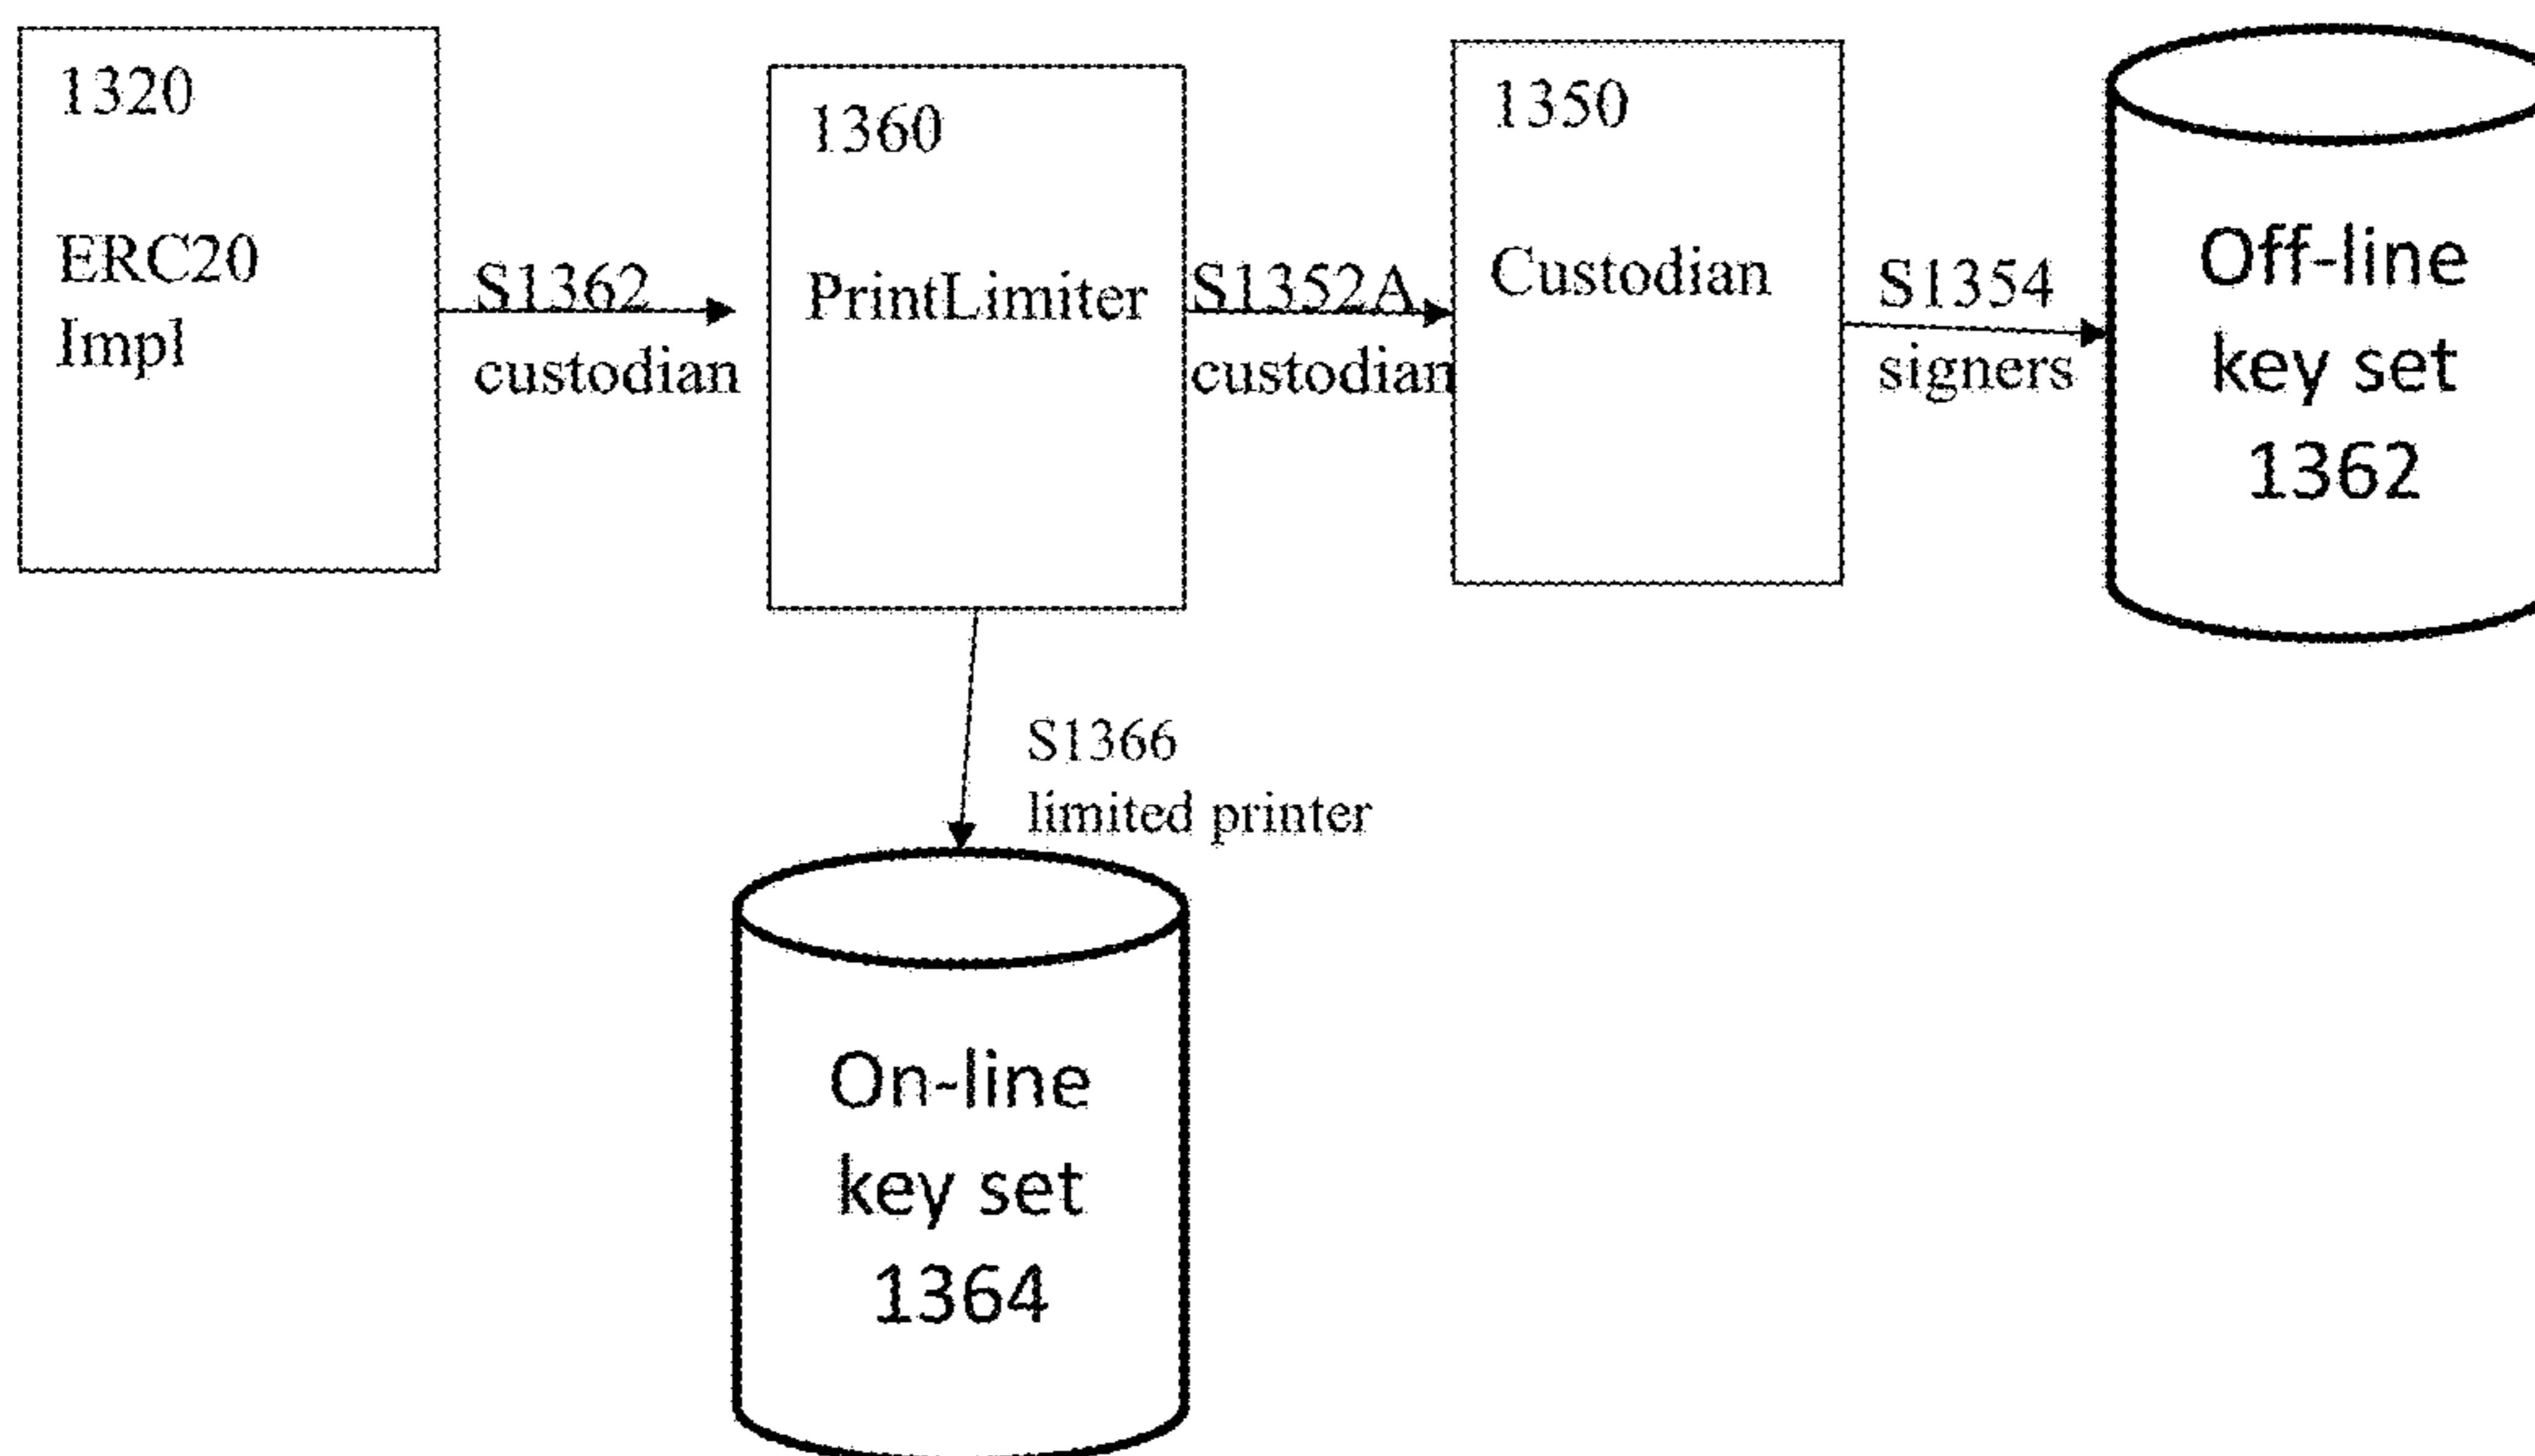 1320
ERC20
Impl
S1362
custodian
1360
PrintLimiter
S1352A
custodian
1350
Custodian
S1354
signers
Off-line
key set
1362
S1366
limited printer
On-line
key set
1364